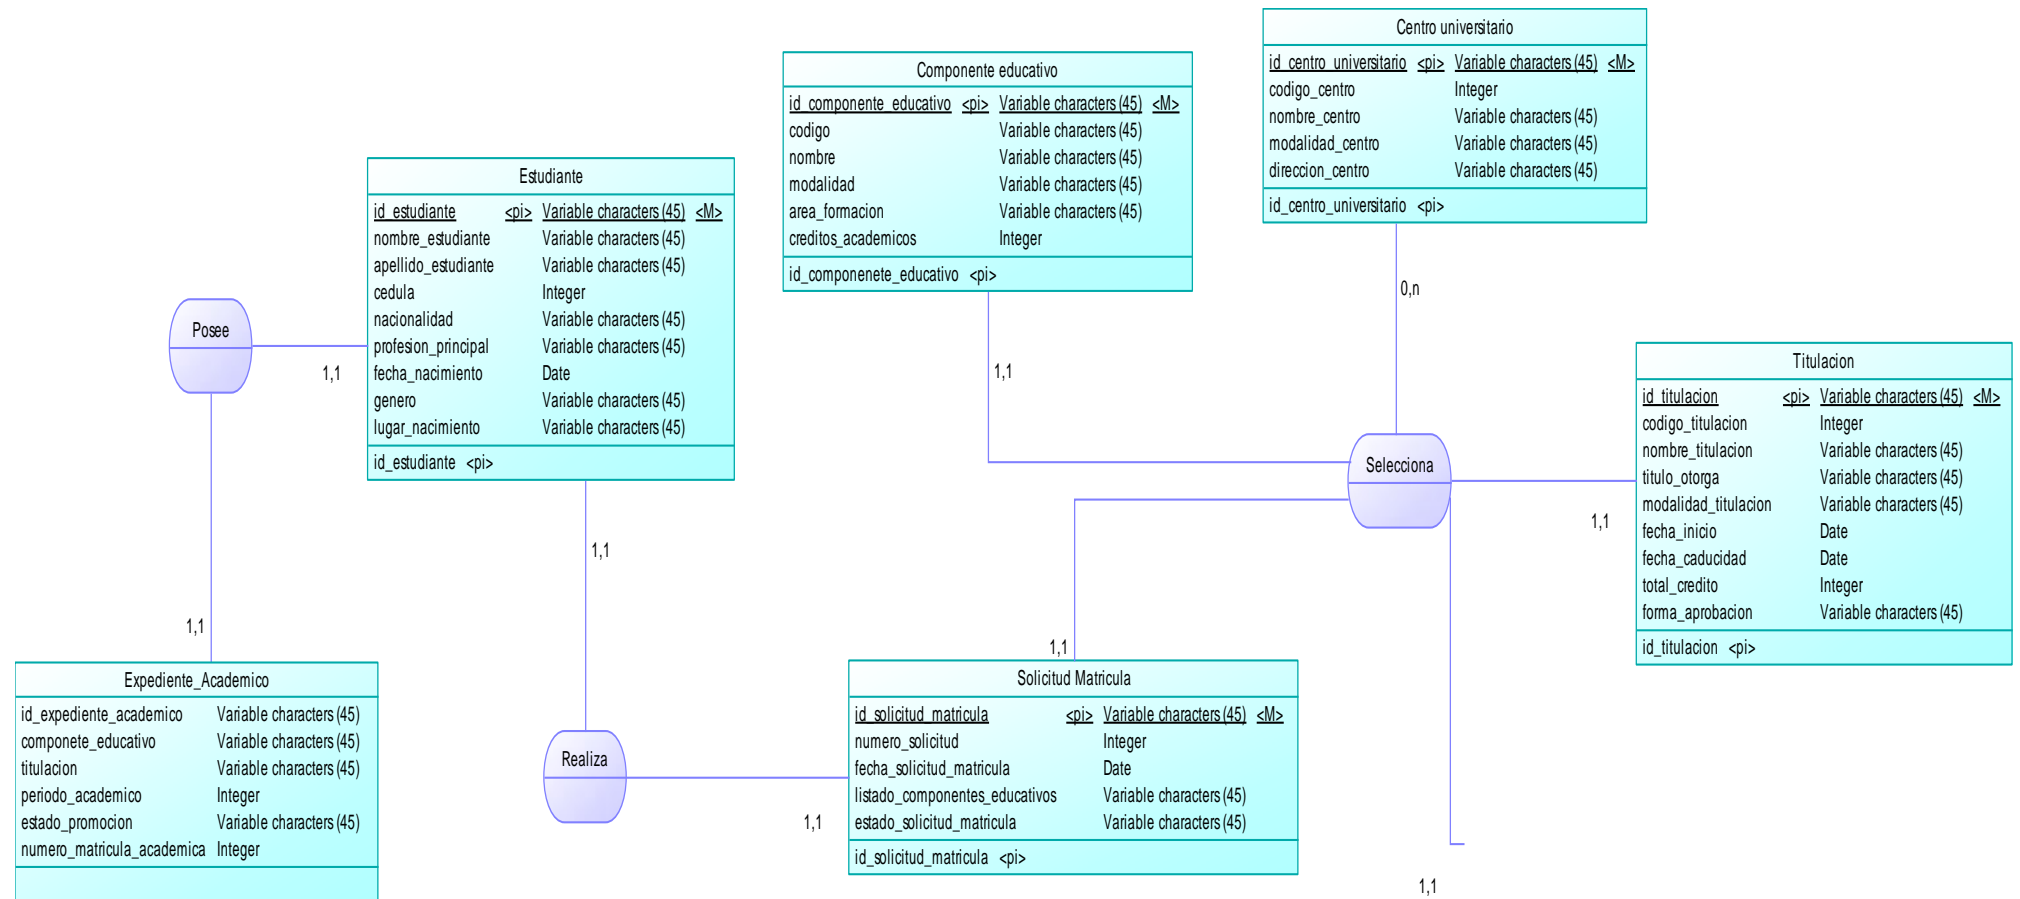 Centro universitario
id_centro_universitario <pi> Variable characters (45) <M>
codigo_centro Integer
nombre_centro Variable characters (45)
modalidad_centro Variable characters (45)
direccion_centro Variable characters (45)
id_centro_universitario <pi>
0,n
Componente educativo
id_componente_educativo <pi> Variable characters (45) <M>
codigo Variable characters (45)
nombre Variable characters (45)
modalidad Variable characters (45)
area_formacion Variable characters (45)
creditos_academicos Integer
id_componenete_educativo <pi>
1,1
Estudiante
id_estudiante <pi> Variable characters (45) <M>
nombre_estudiante Variable characters (45)
apellido_estudiante Variable characters (45)
cedula Integer
nacionalidad Variable characters (45)
profesion_principal Variable characters (45)
fecha_nacimiento Date
genero Variable characters (45)
lugar_nacimiento Variable characters (45)
id_estudiante <pi>
Posee
1,1
1,1
1,1
Titulacion
id_titulacion <pi> Variable characters (45) <M>
codigo_titulacion Integer
nombre_titulacion Variable characters (45)
titulo_otorga Variable characters (45)
modalidad_titulacion Variable characters (45)
fecha_inicio Date
fecha_caducidad Date
total_credito Integer
forma_aprobacion Variable characters (45)
id_titulacion <pi>
Selecciona
1,1
1,1
Expediente_Academico
id_expediente_academico Variable characters (45)
componete_educativo Variable characters (45)
titulacion Variable characters (45)
periodo_academico Integer
estado_promocion Variable characters (45)
numero_matricula_academica Integer
Realiza
1,1
Solicitud Matricula
id_solicitud_matricula <pi> Variable characters (45) <M>
numero_solicitud Integer
fecha_solicitud_matricula Date
listado_componentes_educativos Variable characters (45)
estado_solicitud_matricula Variable characters (45)
id_solicitud_matricula <pi>
1,1